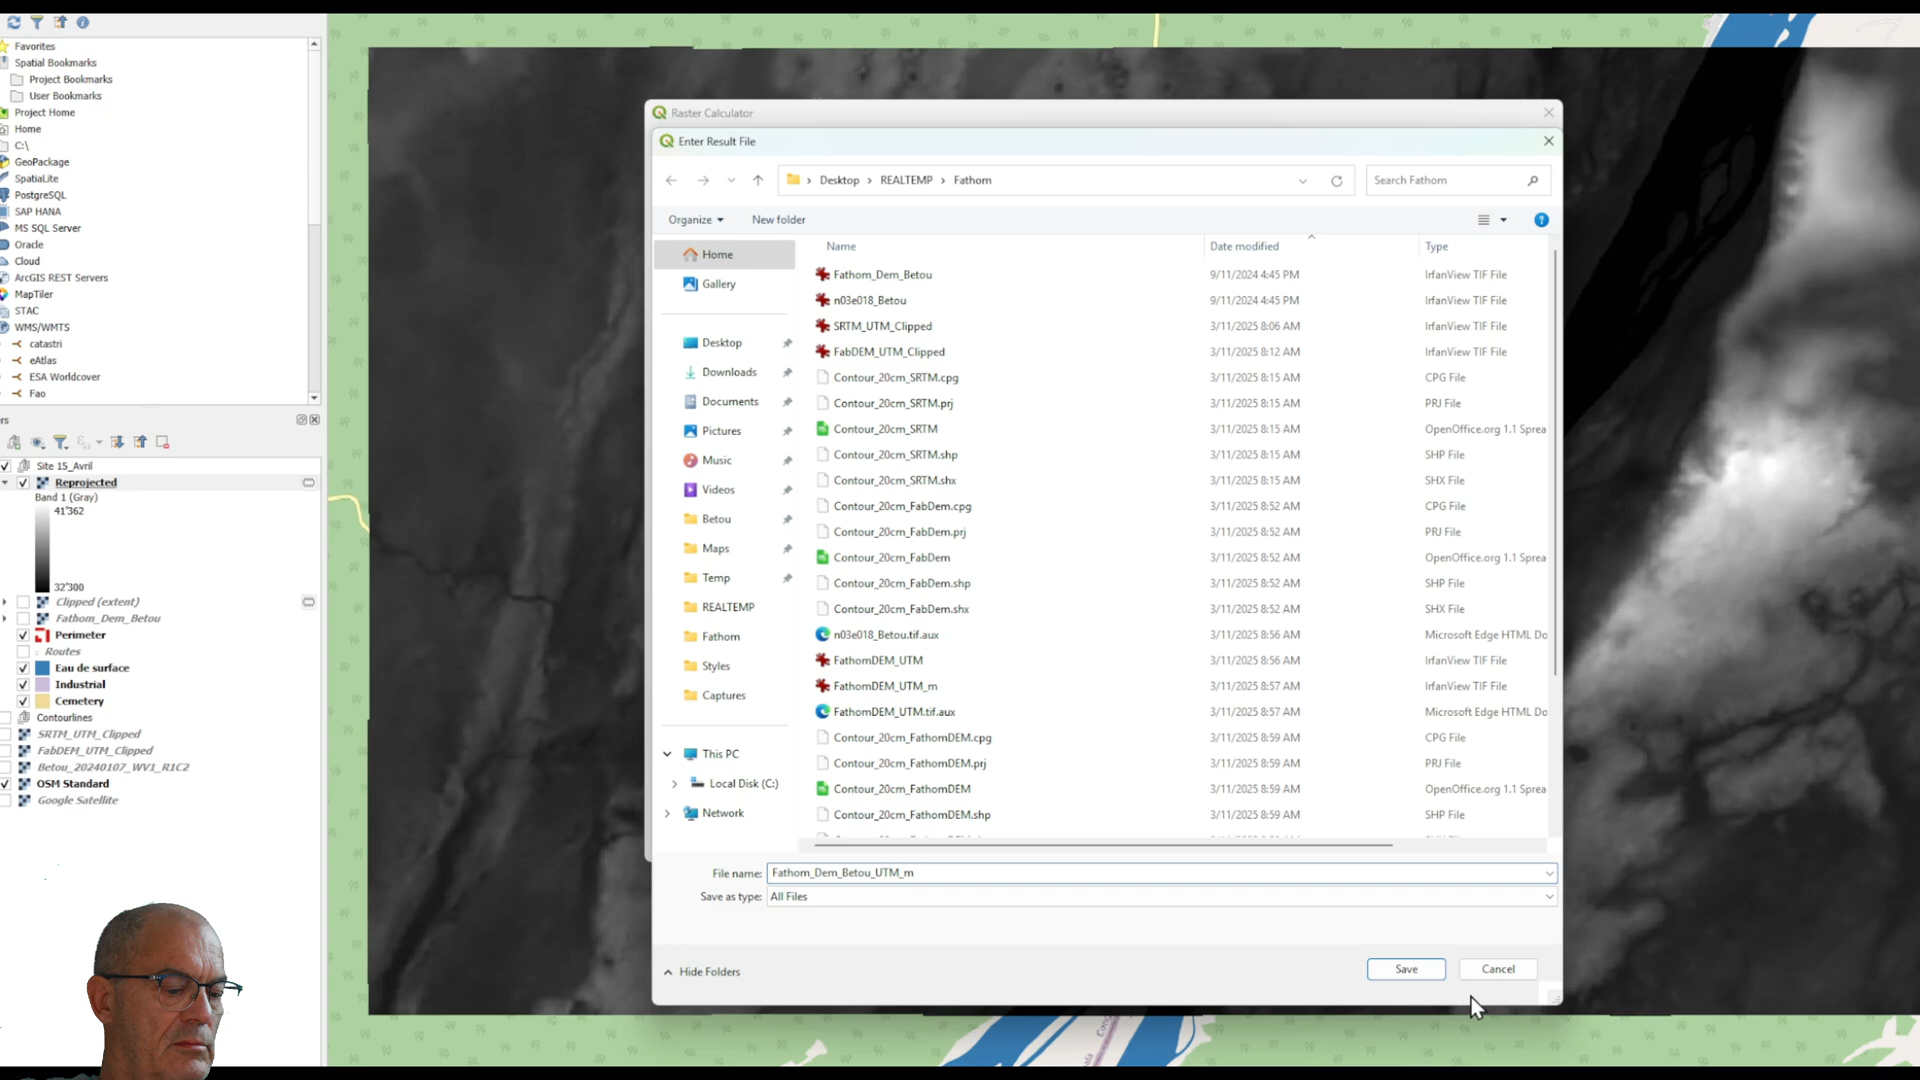 Favorites
Spatial Bookmarks
Project Bookmarks
User Bookmarks
Project Home
Home
C:\
GeoPackage
SpatiaLite
PostgreSQL
SAP HANA
MS SQL Server
Oracle
Cloud
ArcGIS REST Servers
MapTiler
STAC
WMS/WMTS
catastri
eAtlas
ESA Worldcover
Fao
rs
Site 15_Avril
Reprojected
Band 1 (Gray)
41'362
32'300
Clipped (extent)
Fathom_Dem_Betou
Perimeter
Routes
Eau de surface
Industrial
Cemetery
Contourlines
SRTM_UTM_Clipped
FabDEM_UTM_Clipped
Betou_20240107_WV1_R1C2
OSM Standard
Google Satellite
Raster Calculator
Enter Result File
Desktop > REALTEMP > Fathom
Search Fathom
Organize
New folder
Home
Gallery
Desktop
Downloads
Documents
Pictures
Music
Videos
Betou
Maps
Temp
REALTEMP
Fathom
Styles
Captures
This PC
Local Disk (C:)
Network
Name Date modified Type
Fathom_Dem_Betou 9/11/2024 4:45 PM IrfanView TIF File
n03e018_Betou 9/11/2024 4:45 PM IrfanView TIF File
SRTM_UTM_Clipped 3/11/2025 8:06 AM IrfanView TIF File
FabDEM_UTM_Clipped 3/11/2025 8:12 AM IrfanView TIF File
Contour_20cm_SRTM.cpg 3/11/2025 8:15 AM CPG File
Contour_20cm_SRTM.prj 3/11/2025 8:15 AM PRJ File
Contour_20cm_SRTM 3/11/2025 8:15 AM OpenOffice.org 1.1 Sprea
Contour_20cm_SRTM.shp 3/11/2025 8:15 AM SHP File
Contour_20cm_SRTM.shx 3/11/2025 8:15 AM SHX File
Contour_20cm_FabDem.cpg 3/11/2025 8:52 AM CPG File
Contour_20cm_FabDem.prj 3/11/2025 8:52 AM PRJ File
Contour_20cm_FabDem 3/11/2025 8:52 AM OpenOffice.org 1.1 Sprea
Contour_20cm_FabDem.shp 3/11/2025 8:52 AM SHP File
Contour_20cm_FabDem.shx 3/11/2025 8:52 AM SHX File
n03e018_Betou.tif.aux 3/11/2025 8:56 AM Microsoft Edge HTML Do
FathomDEM_UTM 3/11/2025 8:56 AM IrfanView TIF File
FathomDEM_UTM_m 3/11/2025 8:57 AM IrfanView TIF File
FathomDEM_UTM.tif.aux 3/11/2025 8:57 AM Microsoft Edge HTML Do
Contour_20cm_FathomDEM.cpg 3/11/2025 8:59 AM CPG File
Contour_20cm_FathomDEM.prj 3/11/2025 8:59 AM PRJ File
Contour_20cm_FathomDEM 3/11/2025 8:59 AM OpenOffice.org 1.1 Sprea
Contour_20cm_FathomDEM.shp 3/11/2025 8:59 AM SHP File
File name: Fathom_Dem_Betou_UTM_m
Save as type: All Files
Hide Folders
Save
Cancel